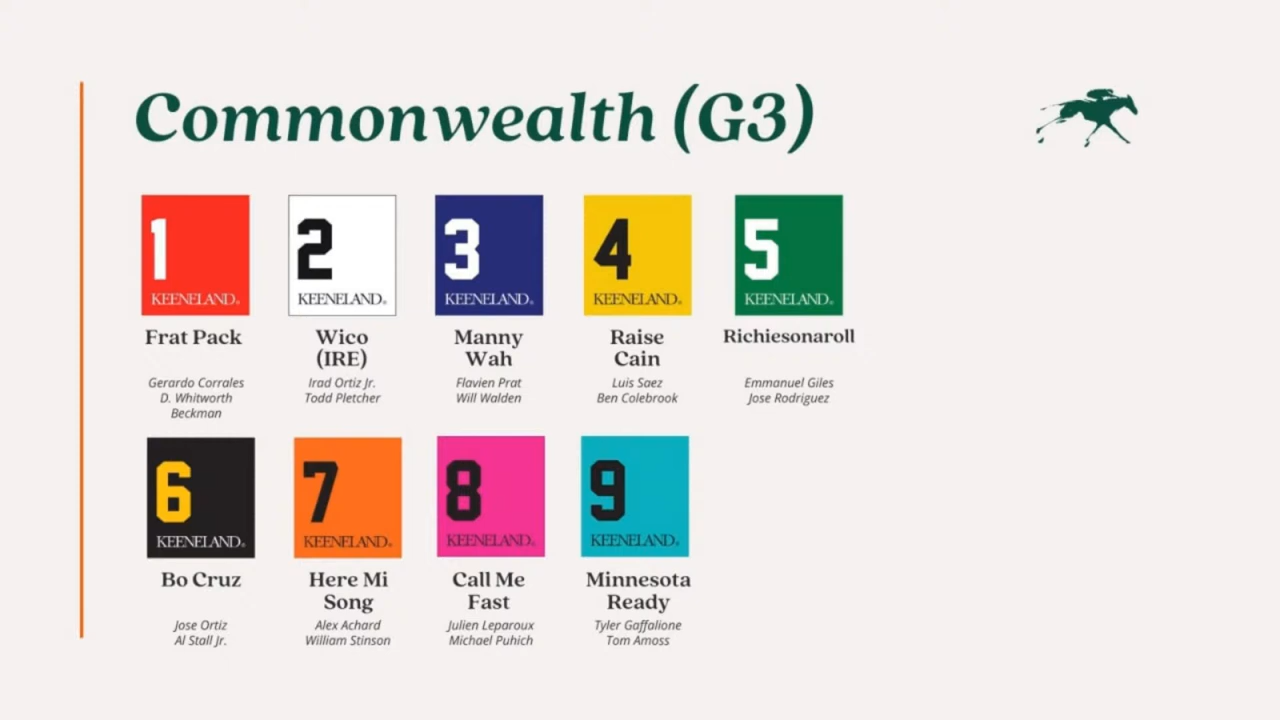 Commonwealth (G3)
1
KEENELAND®
Frat Pack
Gerardo Corrales
D. Whitworth
Beckman
2
KEENELAND®
Wico
(IRE)
Irad Ortiz Jr.
Todd Pletcher
3
KEENELAND®
Manny
Wah
Flavien Prat
Will Walden
4
KEENELAND®
Raise
Cain
Luis Saez
Ben Colebrook
5
KEENELAND®
Richiesonaroll
Emmanuel Giles
Jose Rodriguez
6
KEENELAND®
Bo Cruz
Jose Ortiz
Al Stall Jr.
7
KEENELAND®
Here Mi
Song
Alex Achard
William Stinson
8
KEENELAND®
Call Me
Fast
Julien Leparoux
Michael Puhich
9
KEENELAND®
Minnesota
Ready
Tyler Gaffalione
Tom Amoss